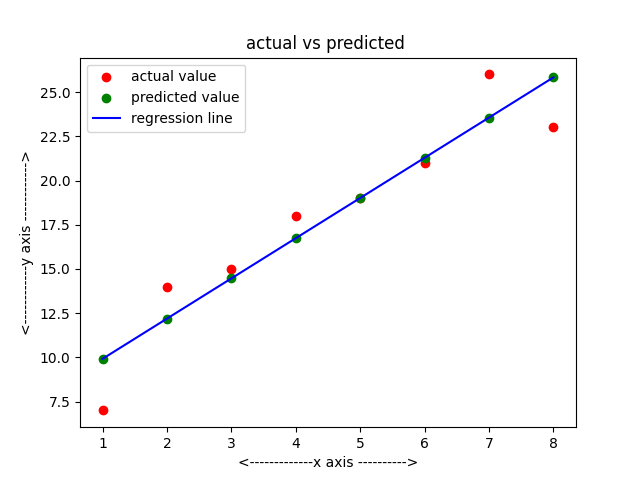 actual vs predicted
actual value
predicted value
regression line
25.0
22.5
20.0
17.5
15.0
12.5
10.0
7.5
<----------y axis ---------->
1 2 3 4 5 6 7 8
<-------------x axis ---------->